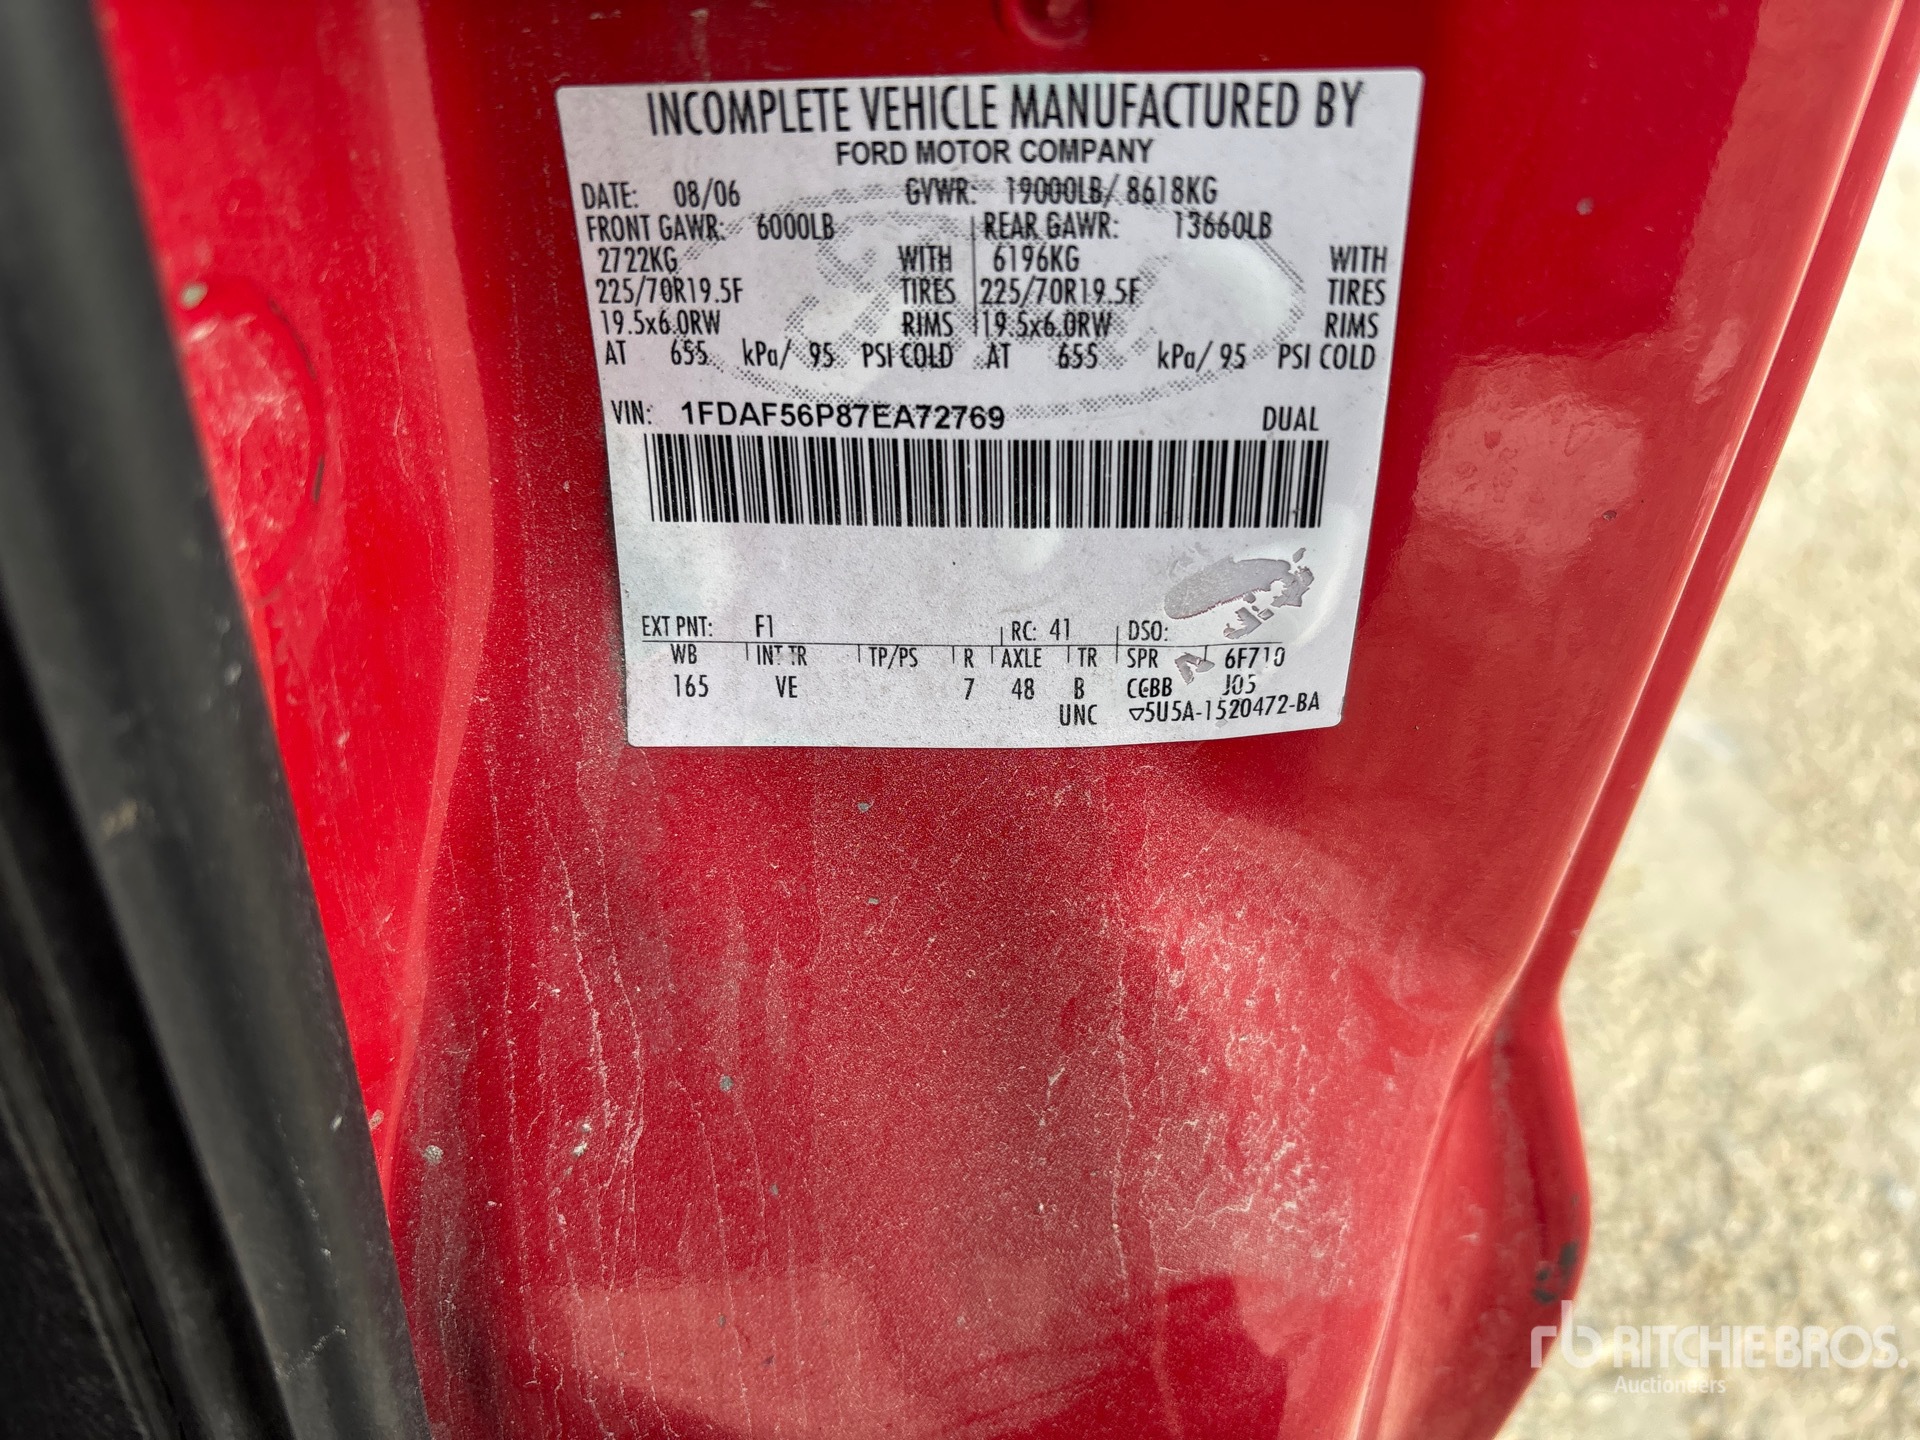 INCOMPLETE VEHICLE MANUFACTURED BY
FORD MOTOR COMPANY
DATE: 08/06 GVWR: 19000LB/ 8618KG
FRONT GAWR: 6000LB REAR GAWR: 13660LB
2722KG WITH 6196KG WITH
225/70R19.5F TIRES 225/70R19.5F TIRES
19.5x6.0RW RIMS 19.5x6.0RW RIMS
AT 655 kPa/ 95 PSI COLD AT 655 kPa/ 95 PSI COLD
VIN: 1FDAF56P87EA72769 DUAL
EXT PNT: F1 RC: 41 DSO:
WB INT TR TP/PS R AXLE TR SPR 6F710
165 VE 7 48 B CCBB J05
UNC ▽5U5A-1520472-BA
rb RITCHIE BROS.
Auctioneers